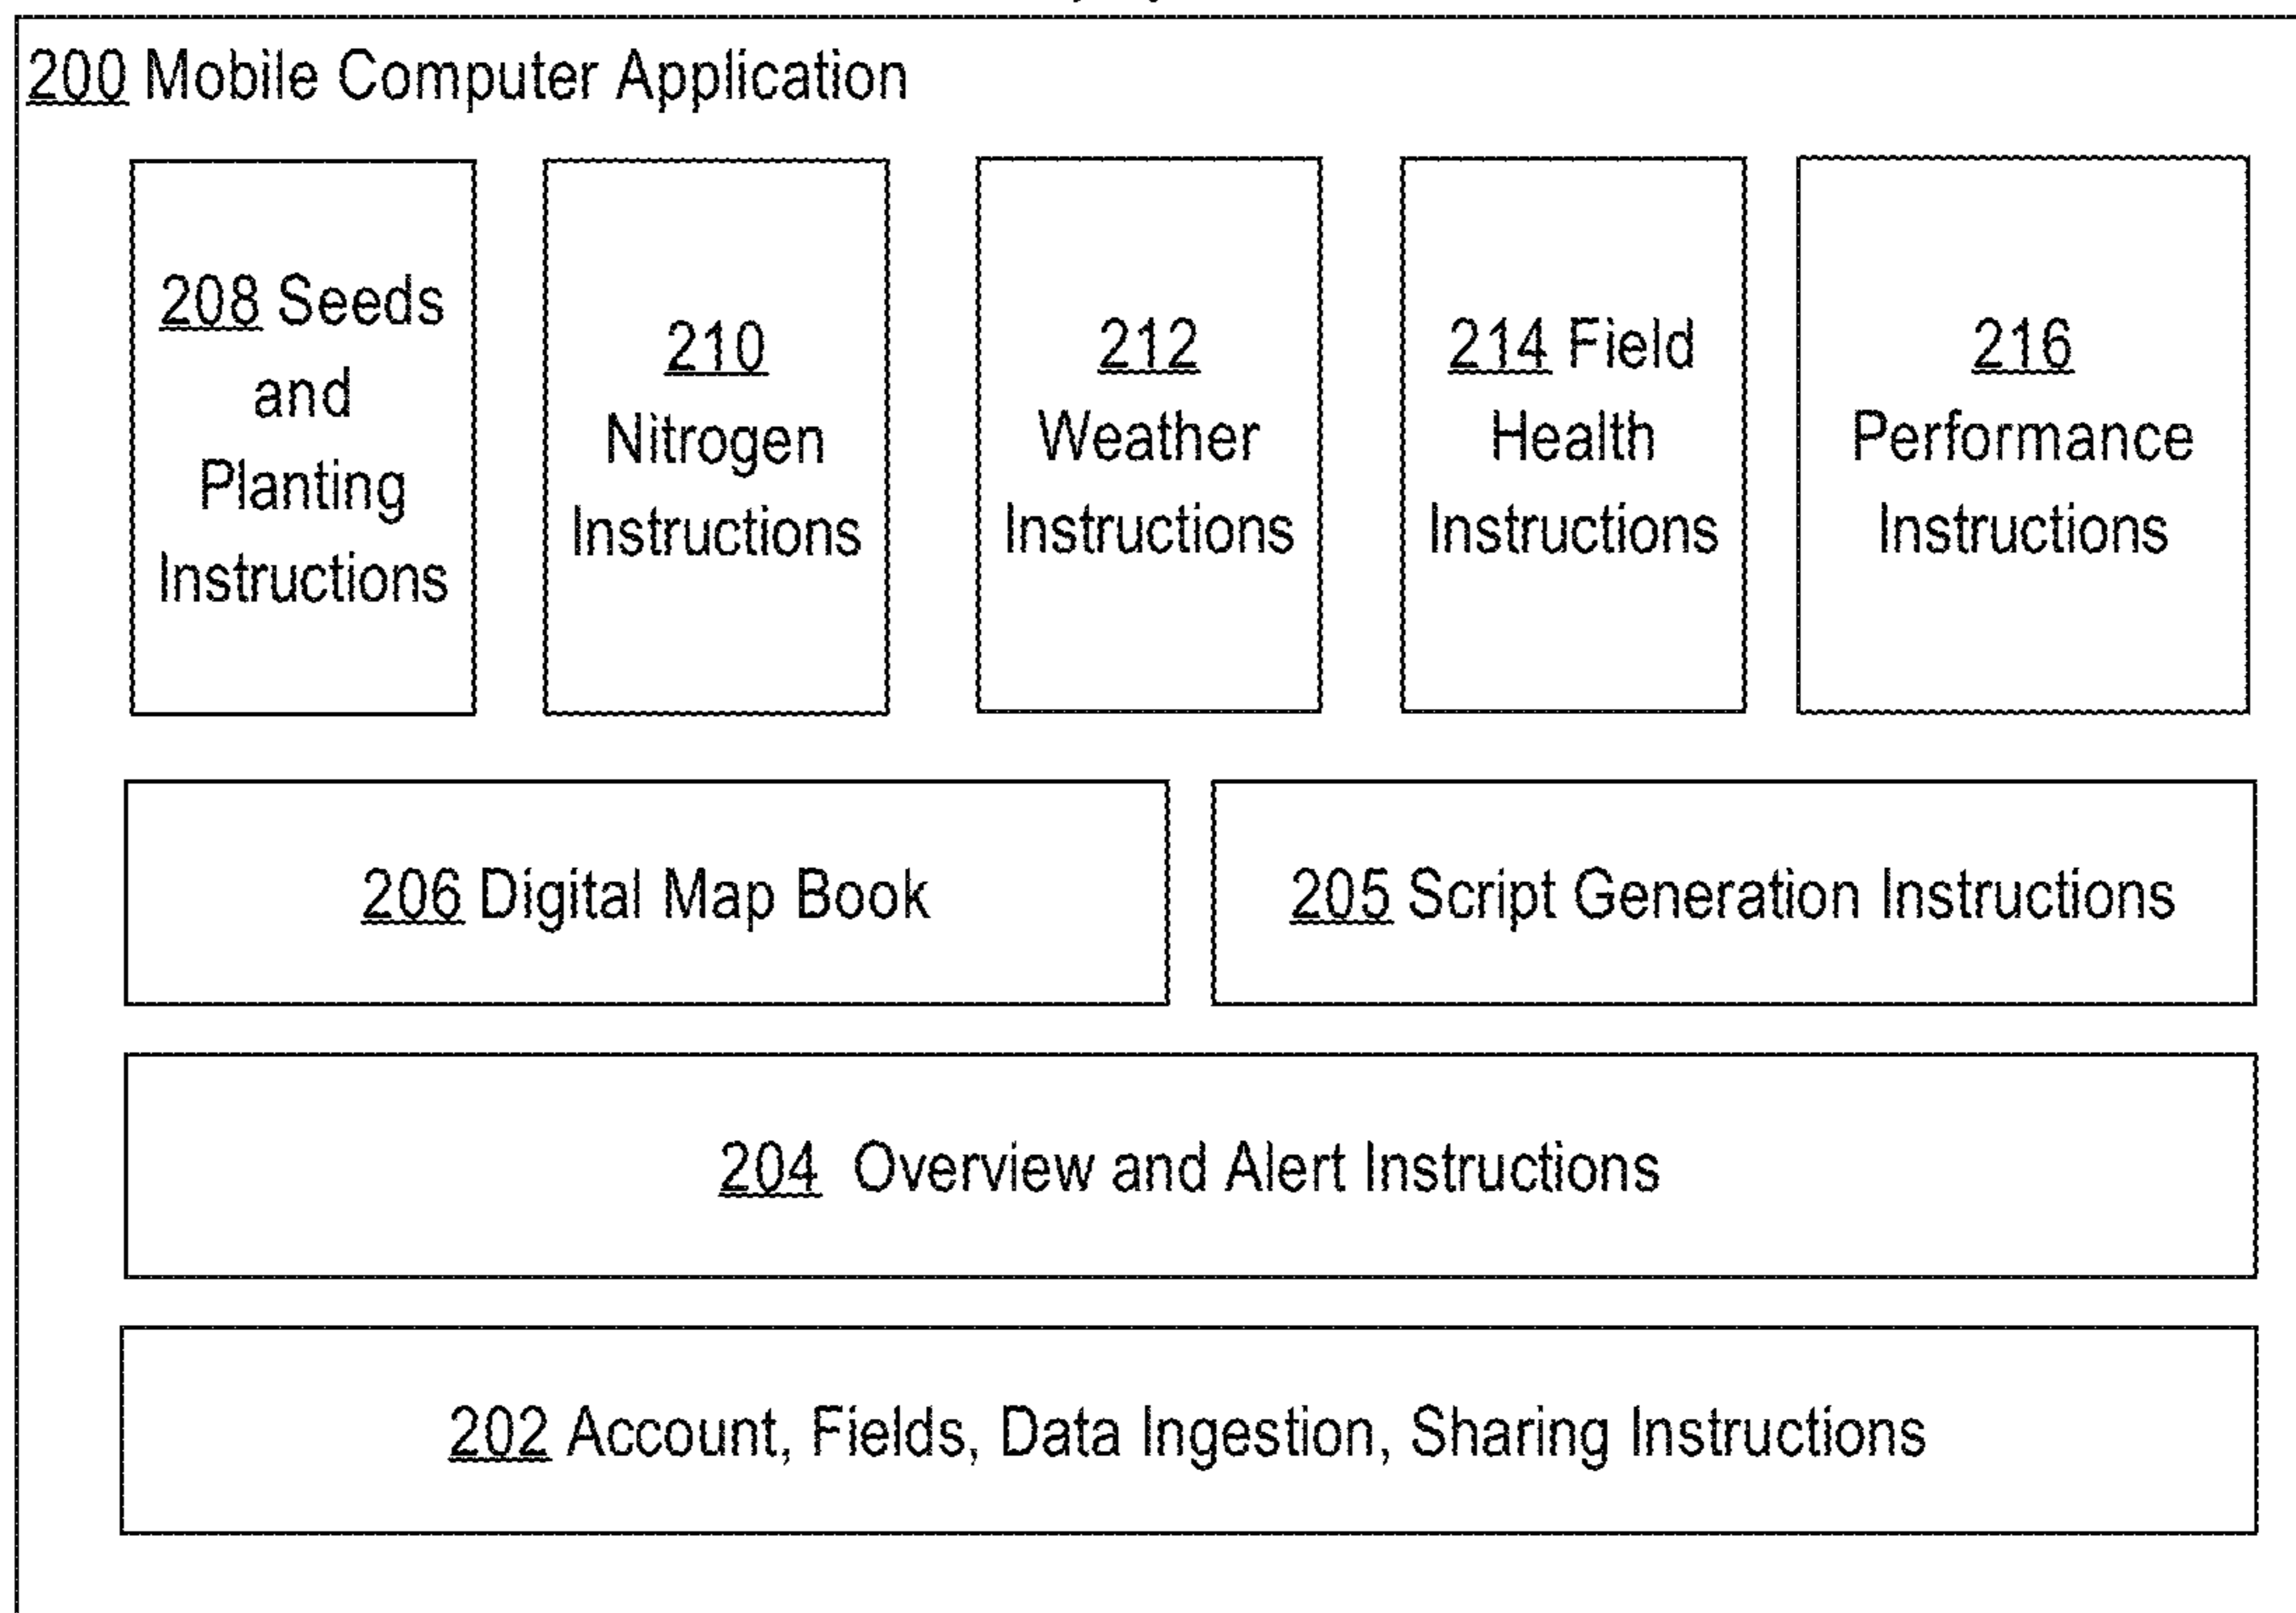 200 Mobile Computer Application
208 Seeds
and
Planting
Instructions
210
Nitrogen
Instructions
212
Weather
Instructions
214 Field
Health
Instructions
216
Performance
Instructions
206 Digital Map Book
205 Script Generation Instructions
204 Overview and Alert Instructions
202 Account, Fields, Data Ingestion, Sharing Instructions